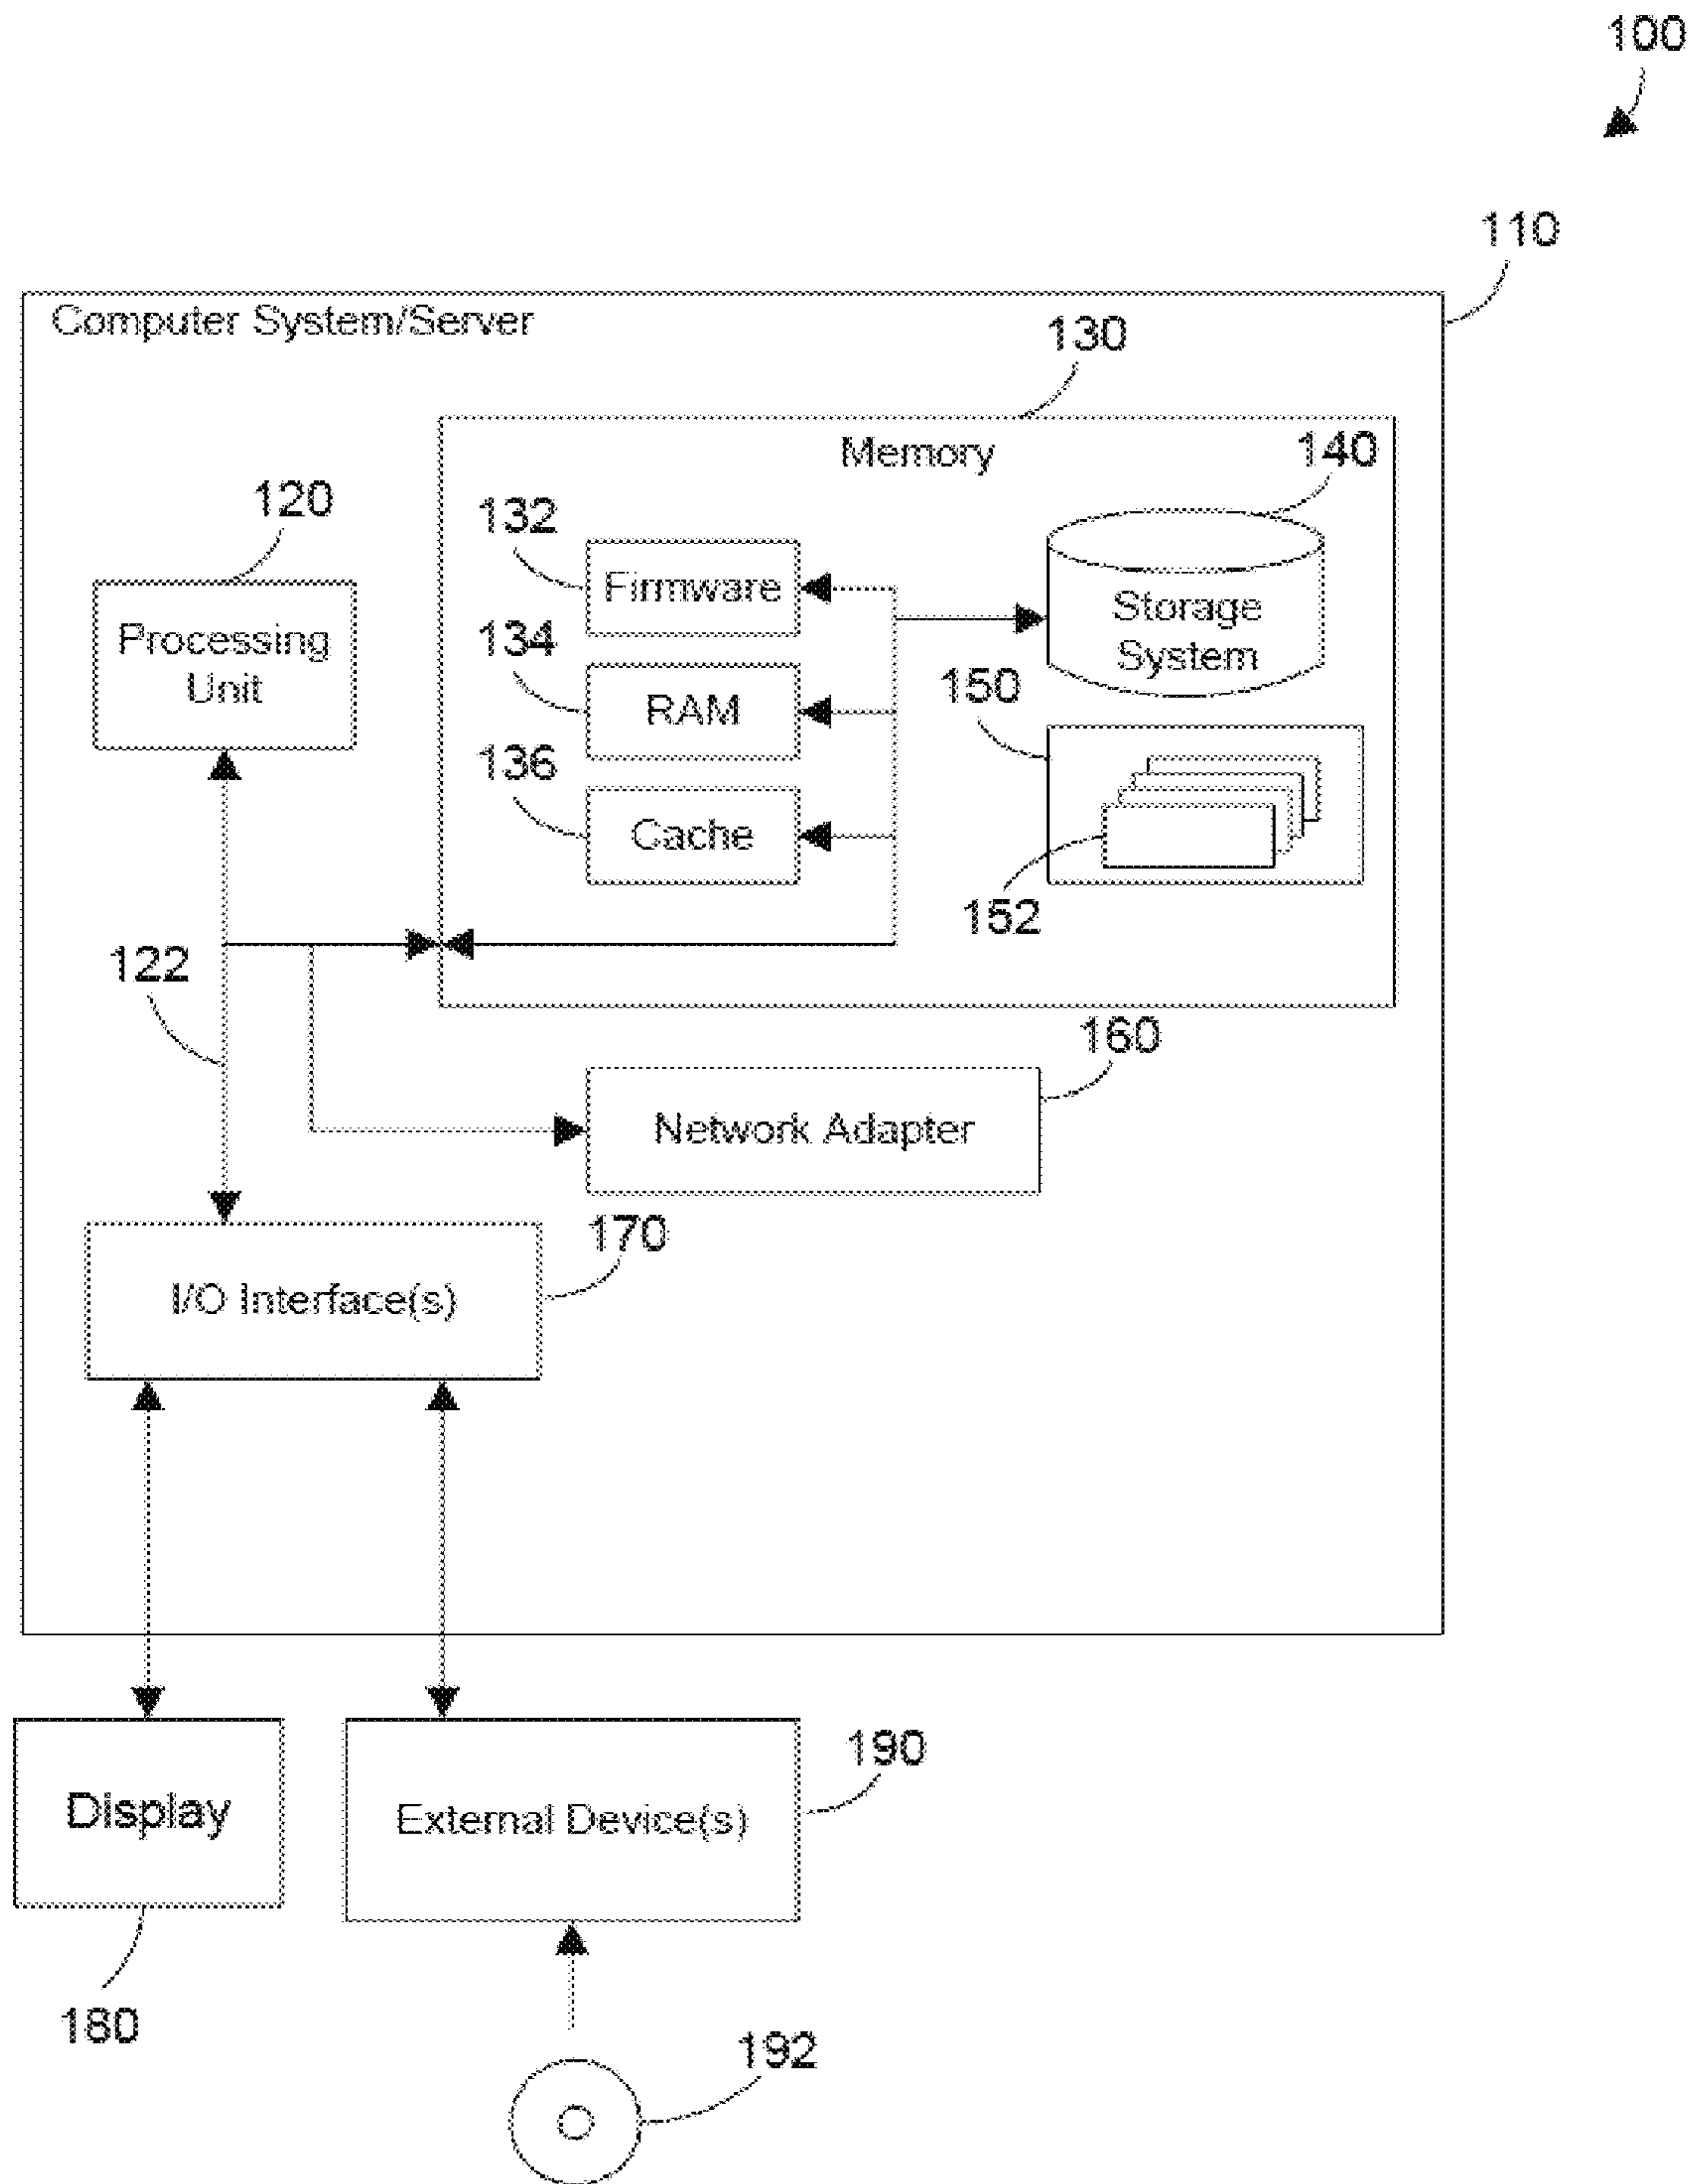 100
110
Computer System/Server
130
Memory
140
120
132
Firmware
Processing
Unit
134
RAM
Storage
System
150
136
Cache
152
122
160
Network Adapter
170
I/O Interface(s)
190
Display
External Device(s)
180
192